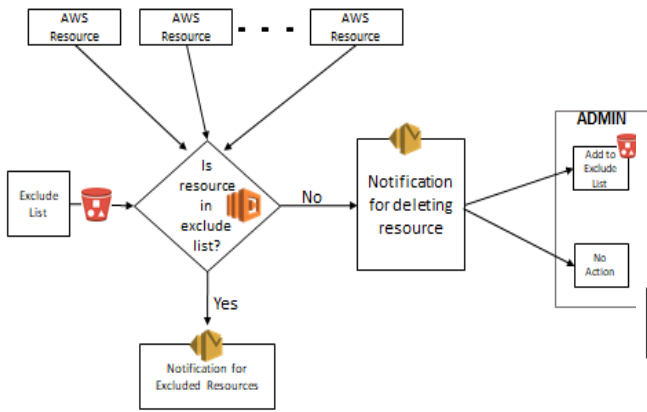 AWS
Resource
AWS
Resource
AWS
Resource
ADMIN
Add to
Exclude
List
Is
resource
in
exclude
list?
Exclude
List
No
Notification
for deleting
resource
No
Action
Yes
Notification for
Excluded Resources